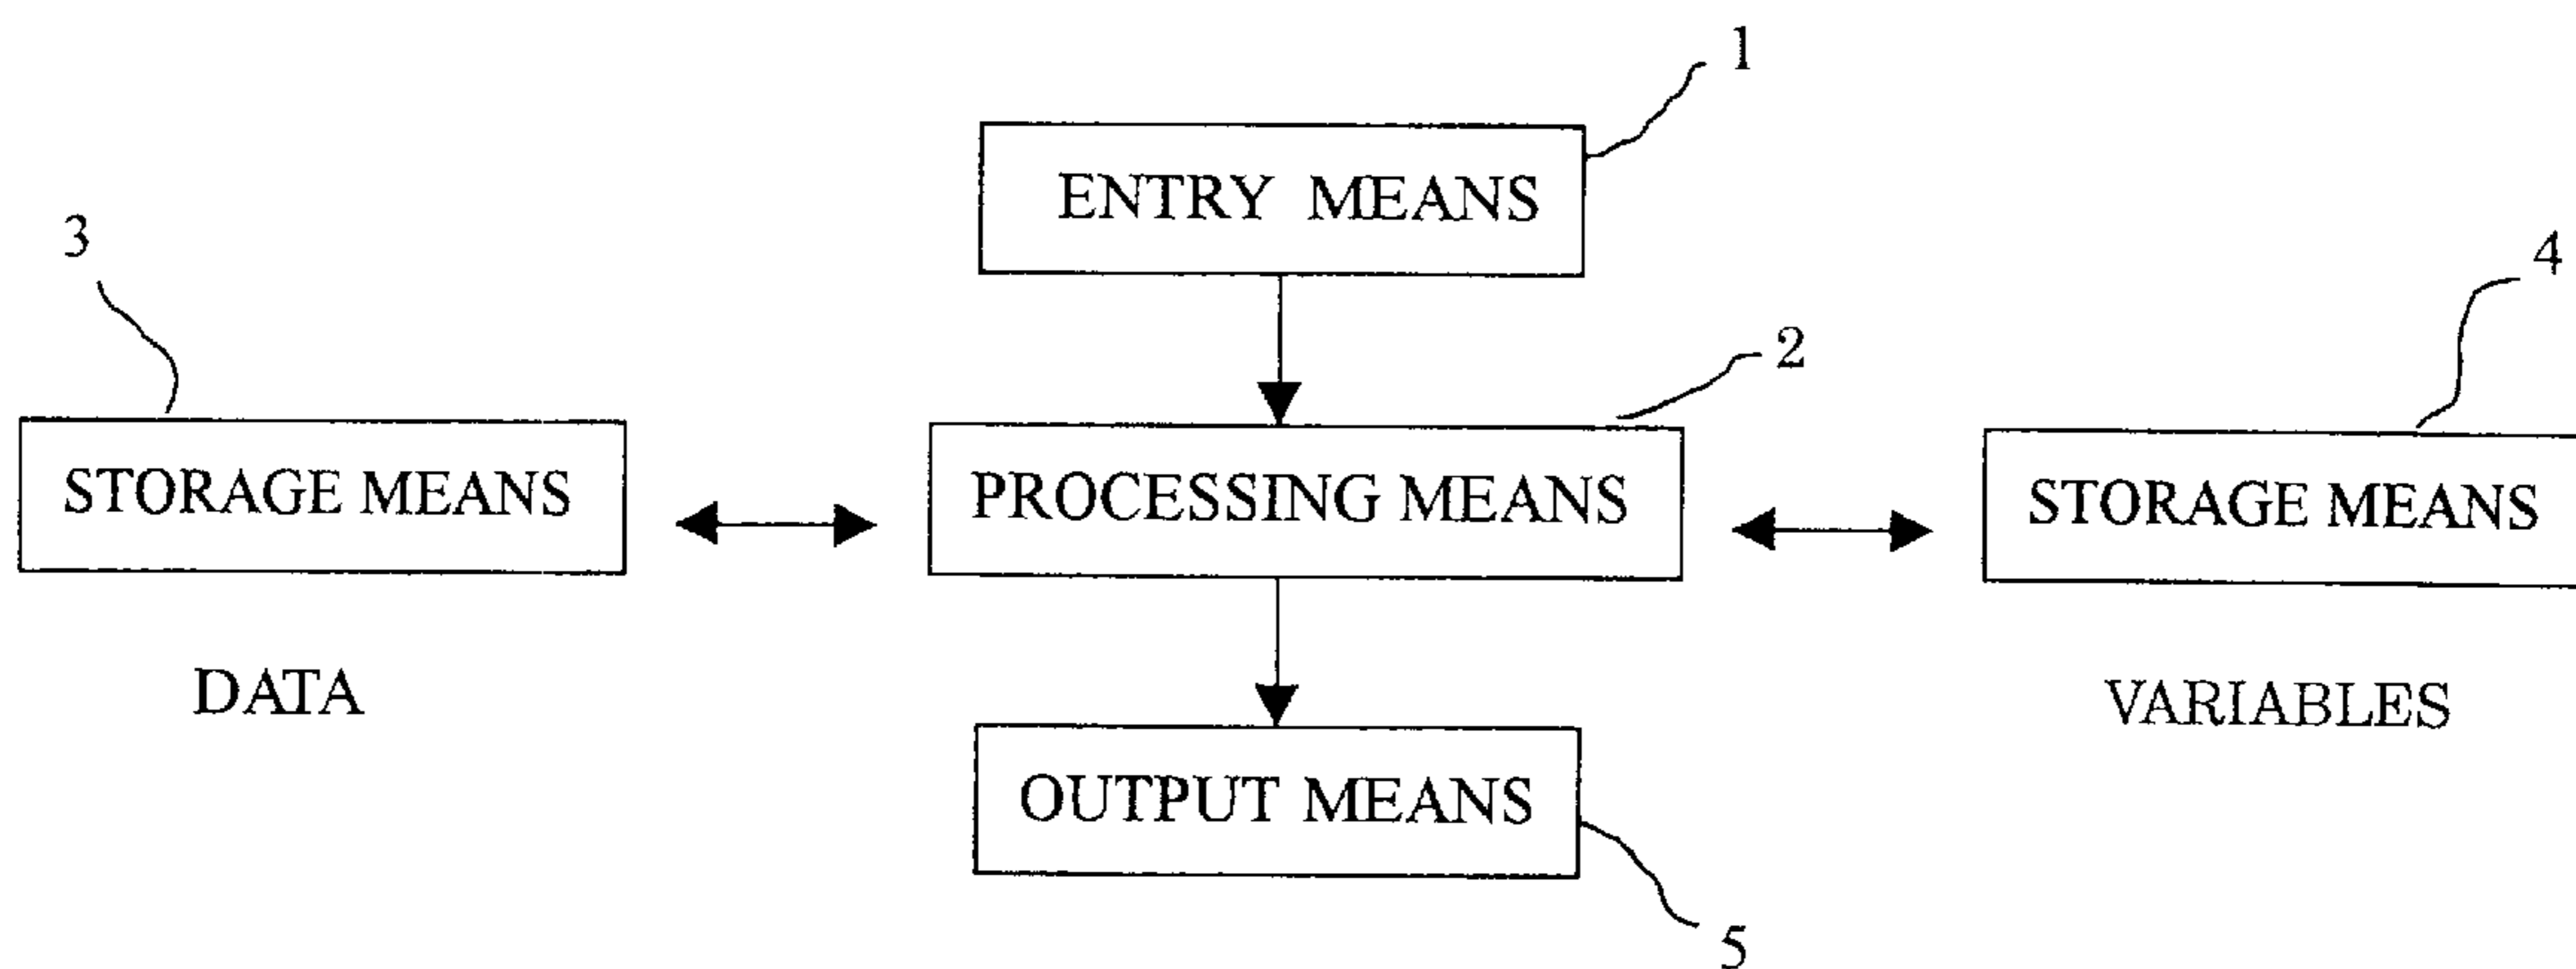 1
ENTRY MEANS
3
4
2
STORAGE MEANS
PROCESSING MEANS
STORAGE MEANS
DATA
VARIABLES
OUTPUT MEANS
5